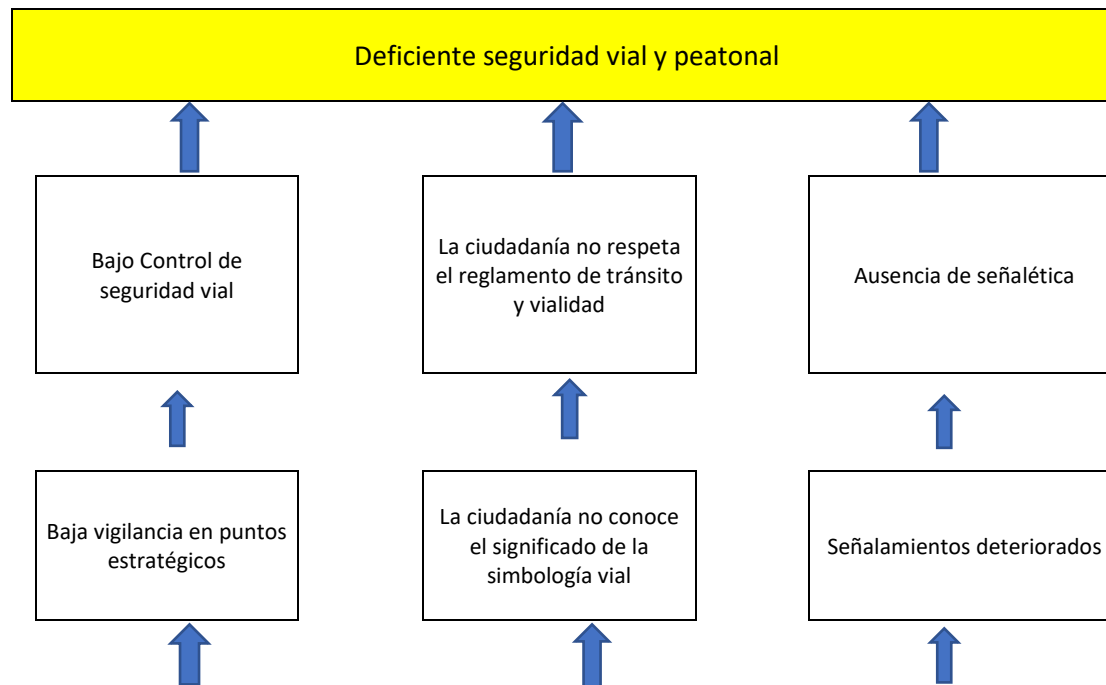 Deficiente seguridad vial y peatonal
Bajo Control de
seguridad vial
La ciudadanía no respeta
el reglamento de tránsito
y vialidad
Ausencia de señalética
Baja vigilancia en puntos
estratégicos
La ciudadanía no conoce
el significado de la
simbología vial
Señalamientos deteriorados